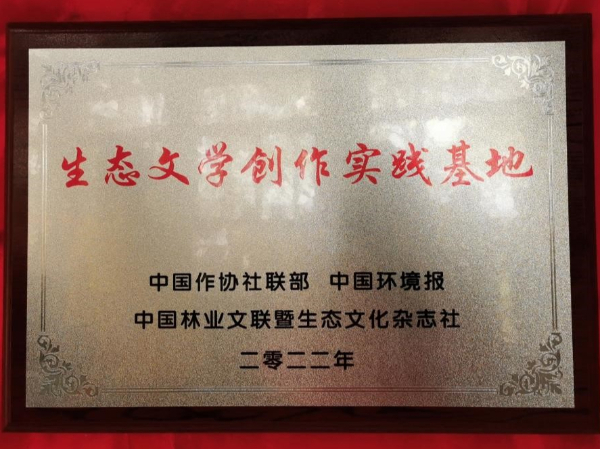 生态文学创作实践基地
中国作协社联部 中国环境报
中国林业文联暨生态文化杂志社
二零二二年